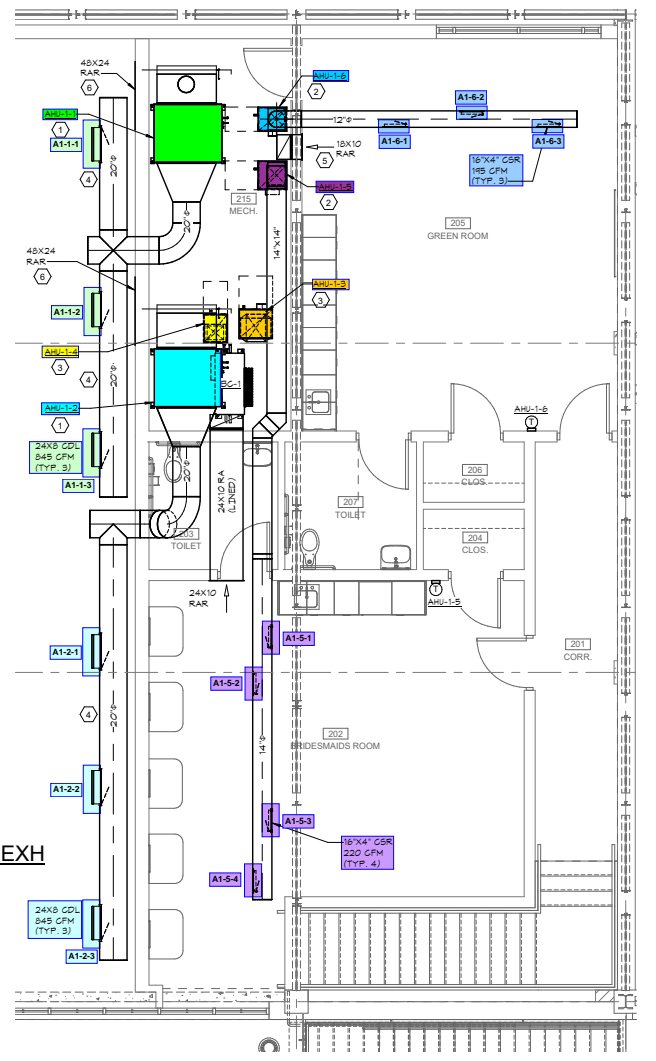 48X24
RAR
6
AHU-1-1
1
A1-1-1
4
20"ø
20"ø
AHU-1-6
2
12"ø
A1-6-2
A1-6-1
A1-6-3
18X10
RAR
5
16"X4" CSR
195 CFM
(TYP. 3)
AHU-1-5
2
215
MECH.
14"X14"
205
GREEN ROOM
48X24
RAR
6
AHU-1-3
3
A1-1-2
AHU-1-4
3
4
20"ø
BC-1
AHU-1-2
1
AHU-1-6
T
24X8 CDL
845 CFM
(TYP. 3)
A1-1-3
20"ø
24X10 RA
(LINED)
206
CLOS.
207
TOILET
203
TOILET
204
CLOS.
24X10
RAR
T
AHU-1-5
A1-2-1
A1-5-1
201
CORR.
A1-5-2
4
20"ø
14"ø
202
BRIDESMAIDS ROOM
A1-2-2
A1-5-3
16"X4" CSR
220 CFM
(TYP. 4)
EXH
A1-5-4
24X8 CDL
845 CFM
(TYP. 3)
A1-2-3